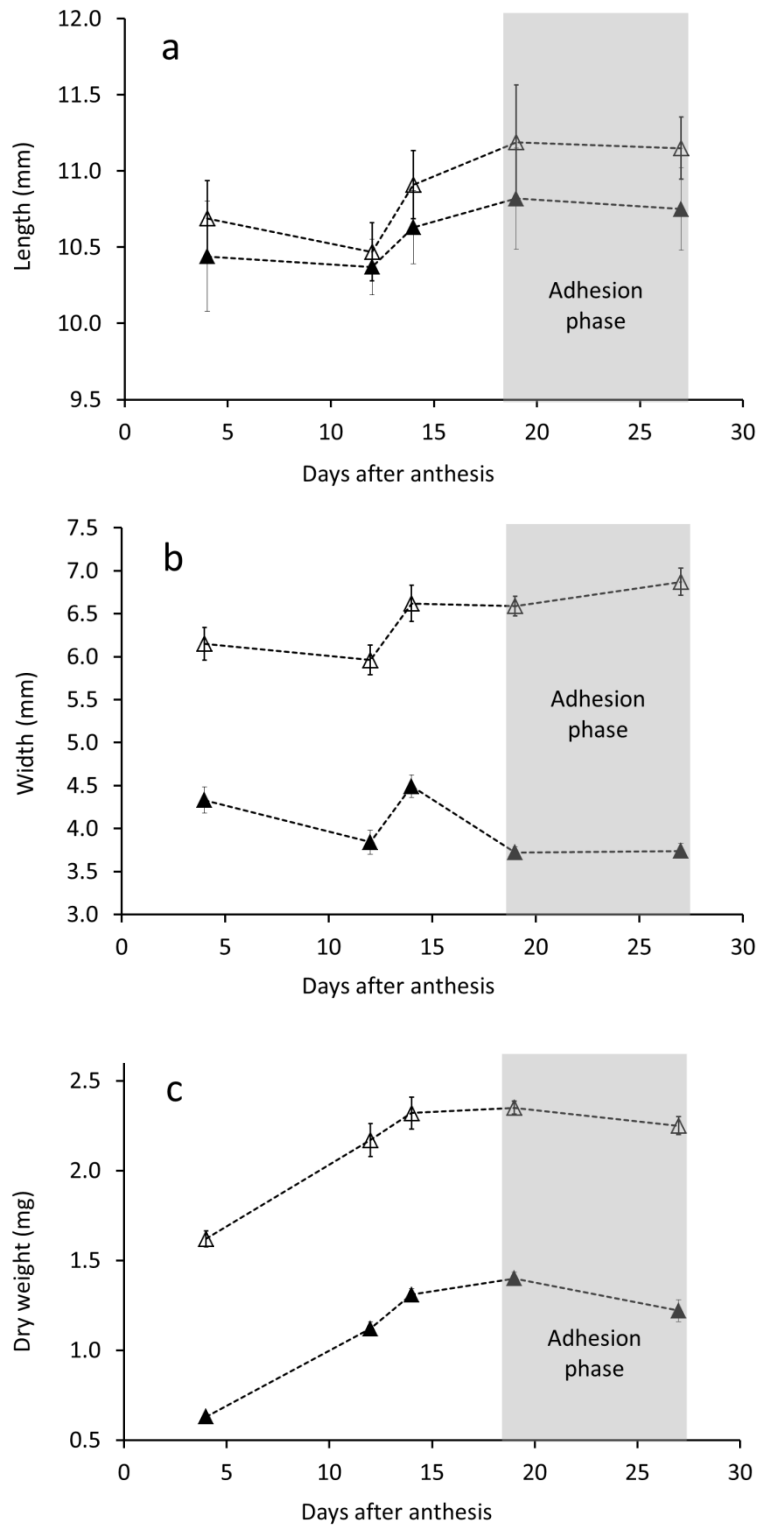 a
12.0
11.5
11.0
10.5
10.0
9.5
Length (mm)
Adhesion
phase
0 5 10 15 20 25 30
Days after anthesis
b
7.5
7.0
6.5
6.0
5.5
5.0
4.5
4.0
3.5
3.0
Width (mm)
Adhesion
phase
0 5 10 15 20 25 30
Days after anthesis
c
2.5
2.0
1.5
1.0
0.5
Dry weight (mg)
Adhesion
phase
0 5 10 15 20 25 30
Days after anthesis